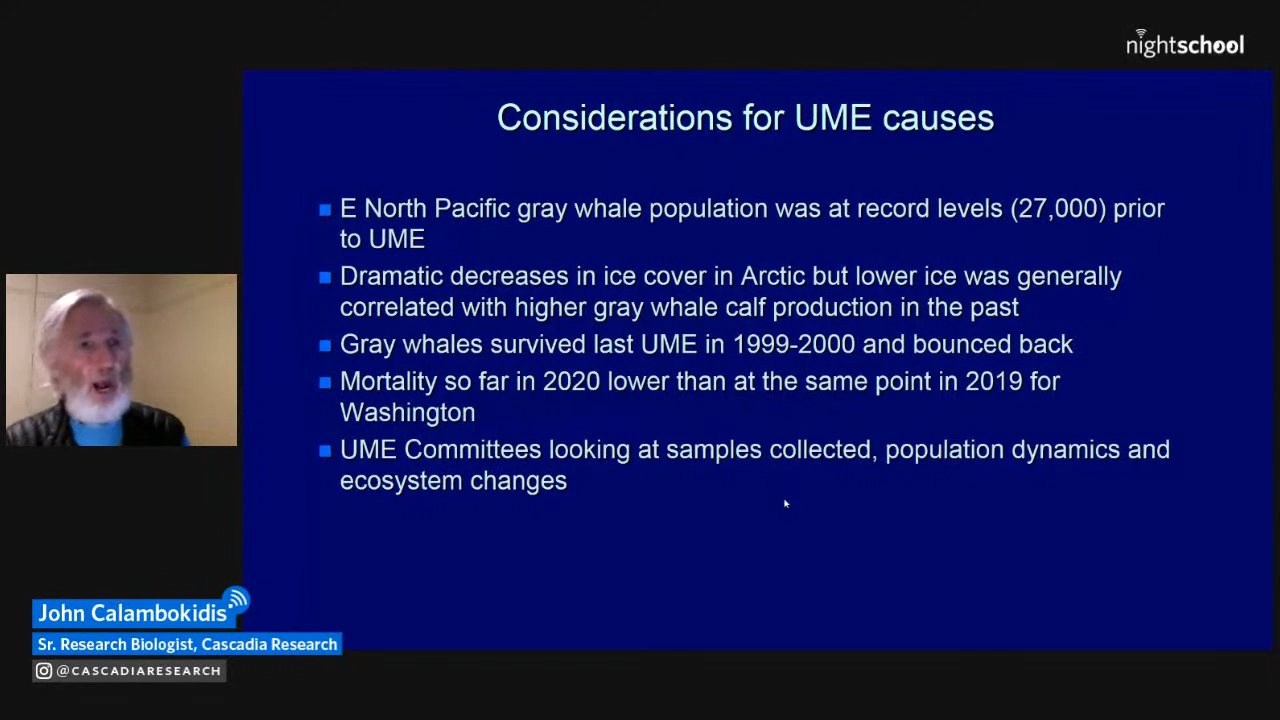 nightschool
Considerations for UME causes
E North Pacific gray whale population was at record levels (27,000) prior
to UME
Dramatic decreases in ice cover in Arctic but lower ice was generally
correlated with higher gray whale calf production in the past
Gray whales survived last UME in 1999-2000 and bounced back
Mortality so far in 2020 lower than at the same point in 2019 for
Washington
UME Committees looking at samples collected, population dynamics and
ecosystem changes
John Calambokidis
Sr. Research Biologist, Cascadia Research
@CASCADIARESEARCH